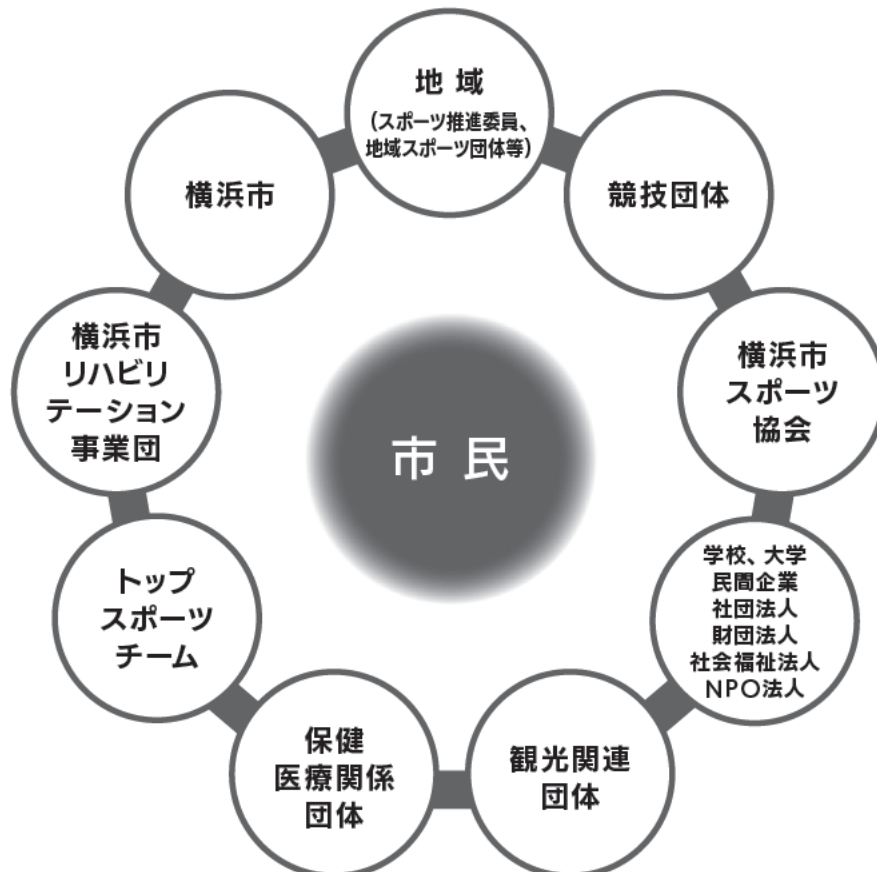 地域
(スポーツ推進委員、
地域スポーツ団体等)
競技団体
横浜市
スポーツ
協会
学校、大学
民間企業
社団法人
財団法人
社会福祉法人
NPO法人
観光関連
団体
保健
医療関係
団体
トップ
スポーツ
チーム
横浜市
リハビリ
テーション
事業団
横浜市
市民